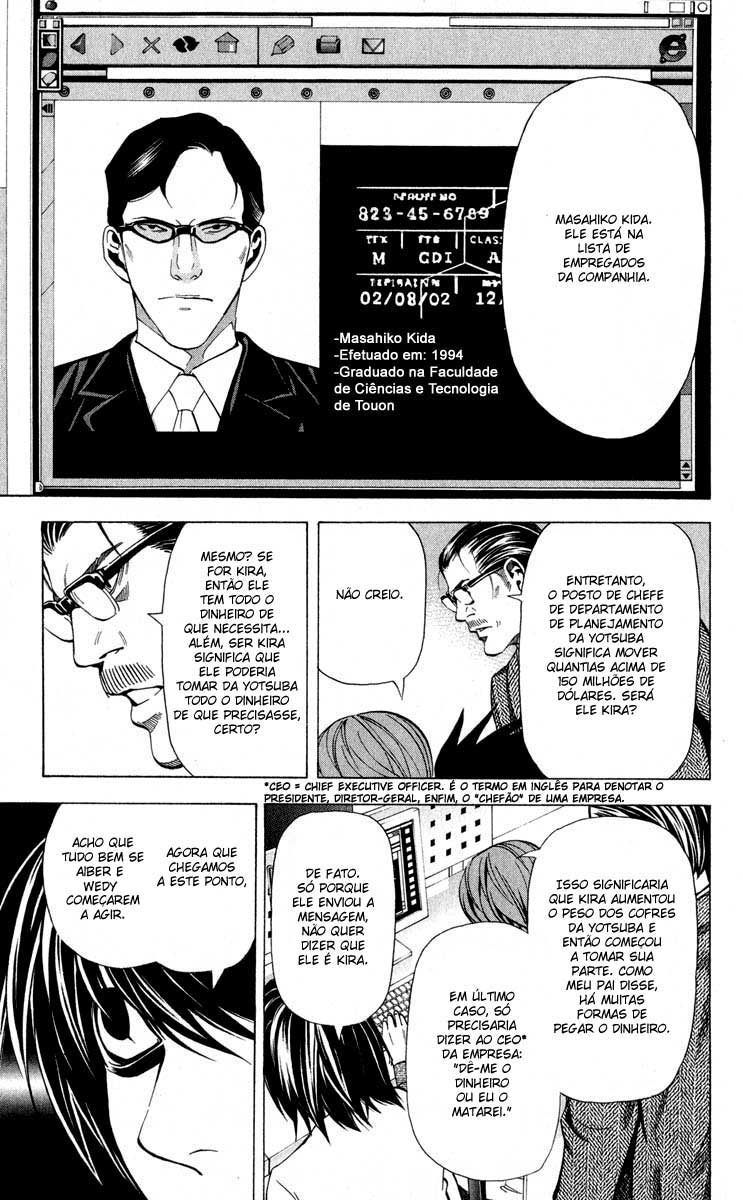 MASAHIKO KIDA.
ELE ESTÁ NA
LISTA DE
EMPREGADOS
DA COMPANHIA.
823-45-6789
CLAS
M
CDI
A
02/08/02
12/
-Masahiko Kida
-Efetuado em: 1994
-Graduado na Faculdade
de Ciências e Tecnologia
de Touon
ENTRETANTO,
O POSTO DE CHEFE
DE DEPARTAMENTO
DE PLANEJAMENTO
DA YOTSUBA
SIGNIFICA MOVER
QUANTIAS ACIMA DE
150 MILHÕES DE
DÓLARES. SERÁ
ELE KIRA?
NÃO CREIO.
MESMO? SE
FOR KIRA,
ENTÃO ELE
TEM TODO O
DINHEIRO DE
QUE NECESSITA...
ALÉM, SER KIRA
SIGNIFICA QUE
ELE PODERIA
TOMAR DA YOTSUBA
TODO O DINHEIRO
DE QUE PRECISASSE,
CERTO?
*CEO = CHIEF EXECUTIVE OFFICER. É O TERMO EM INGLÊS PARA DENOTAR O
PRESIDENTE, DIRETOR-GERAL, ENFIM, O "CHEFÃO" DE UMA EMPRESA.
ISSO SIGNIFICARIA
QUE KIRA AUMENTOU
O PESO DOS COFRES
DA YOTSUBA E
ENTÃO COMEÇOU
A TOMAR SUA
PARTE. COMO
MEU PAI DISSE,
HÁ MUITAS
FORMAS DE
PEGAR O DINHEIRO.
EM ÚLTIMO
CASO, SÓ
PRECISARIA
DIZER AO CEO*
DA EMPRESA:
"DÊ-ME O
DINHEIRO
OU EU O
MATAREI."
DE FATO.
SÓ PORQUE
ELE ENVIOU A
MENSAGEM,
NÃO QUER
DIZER QUE
ELE É KIRA.
AGORA QUE
CHEGAMOS
A ESTE PONTO,
ACHO QUE
TUDO BEM SE
AIBER E
WEDY
COMEÇAREM
A AGIR.